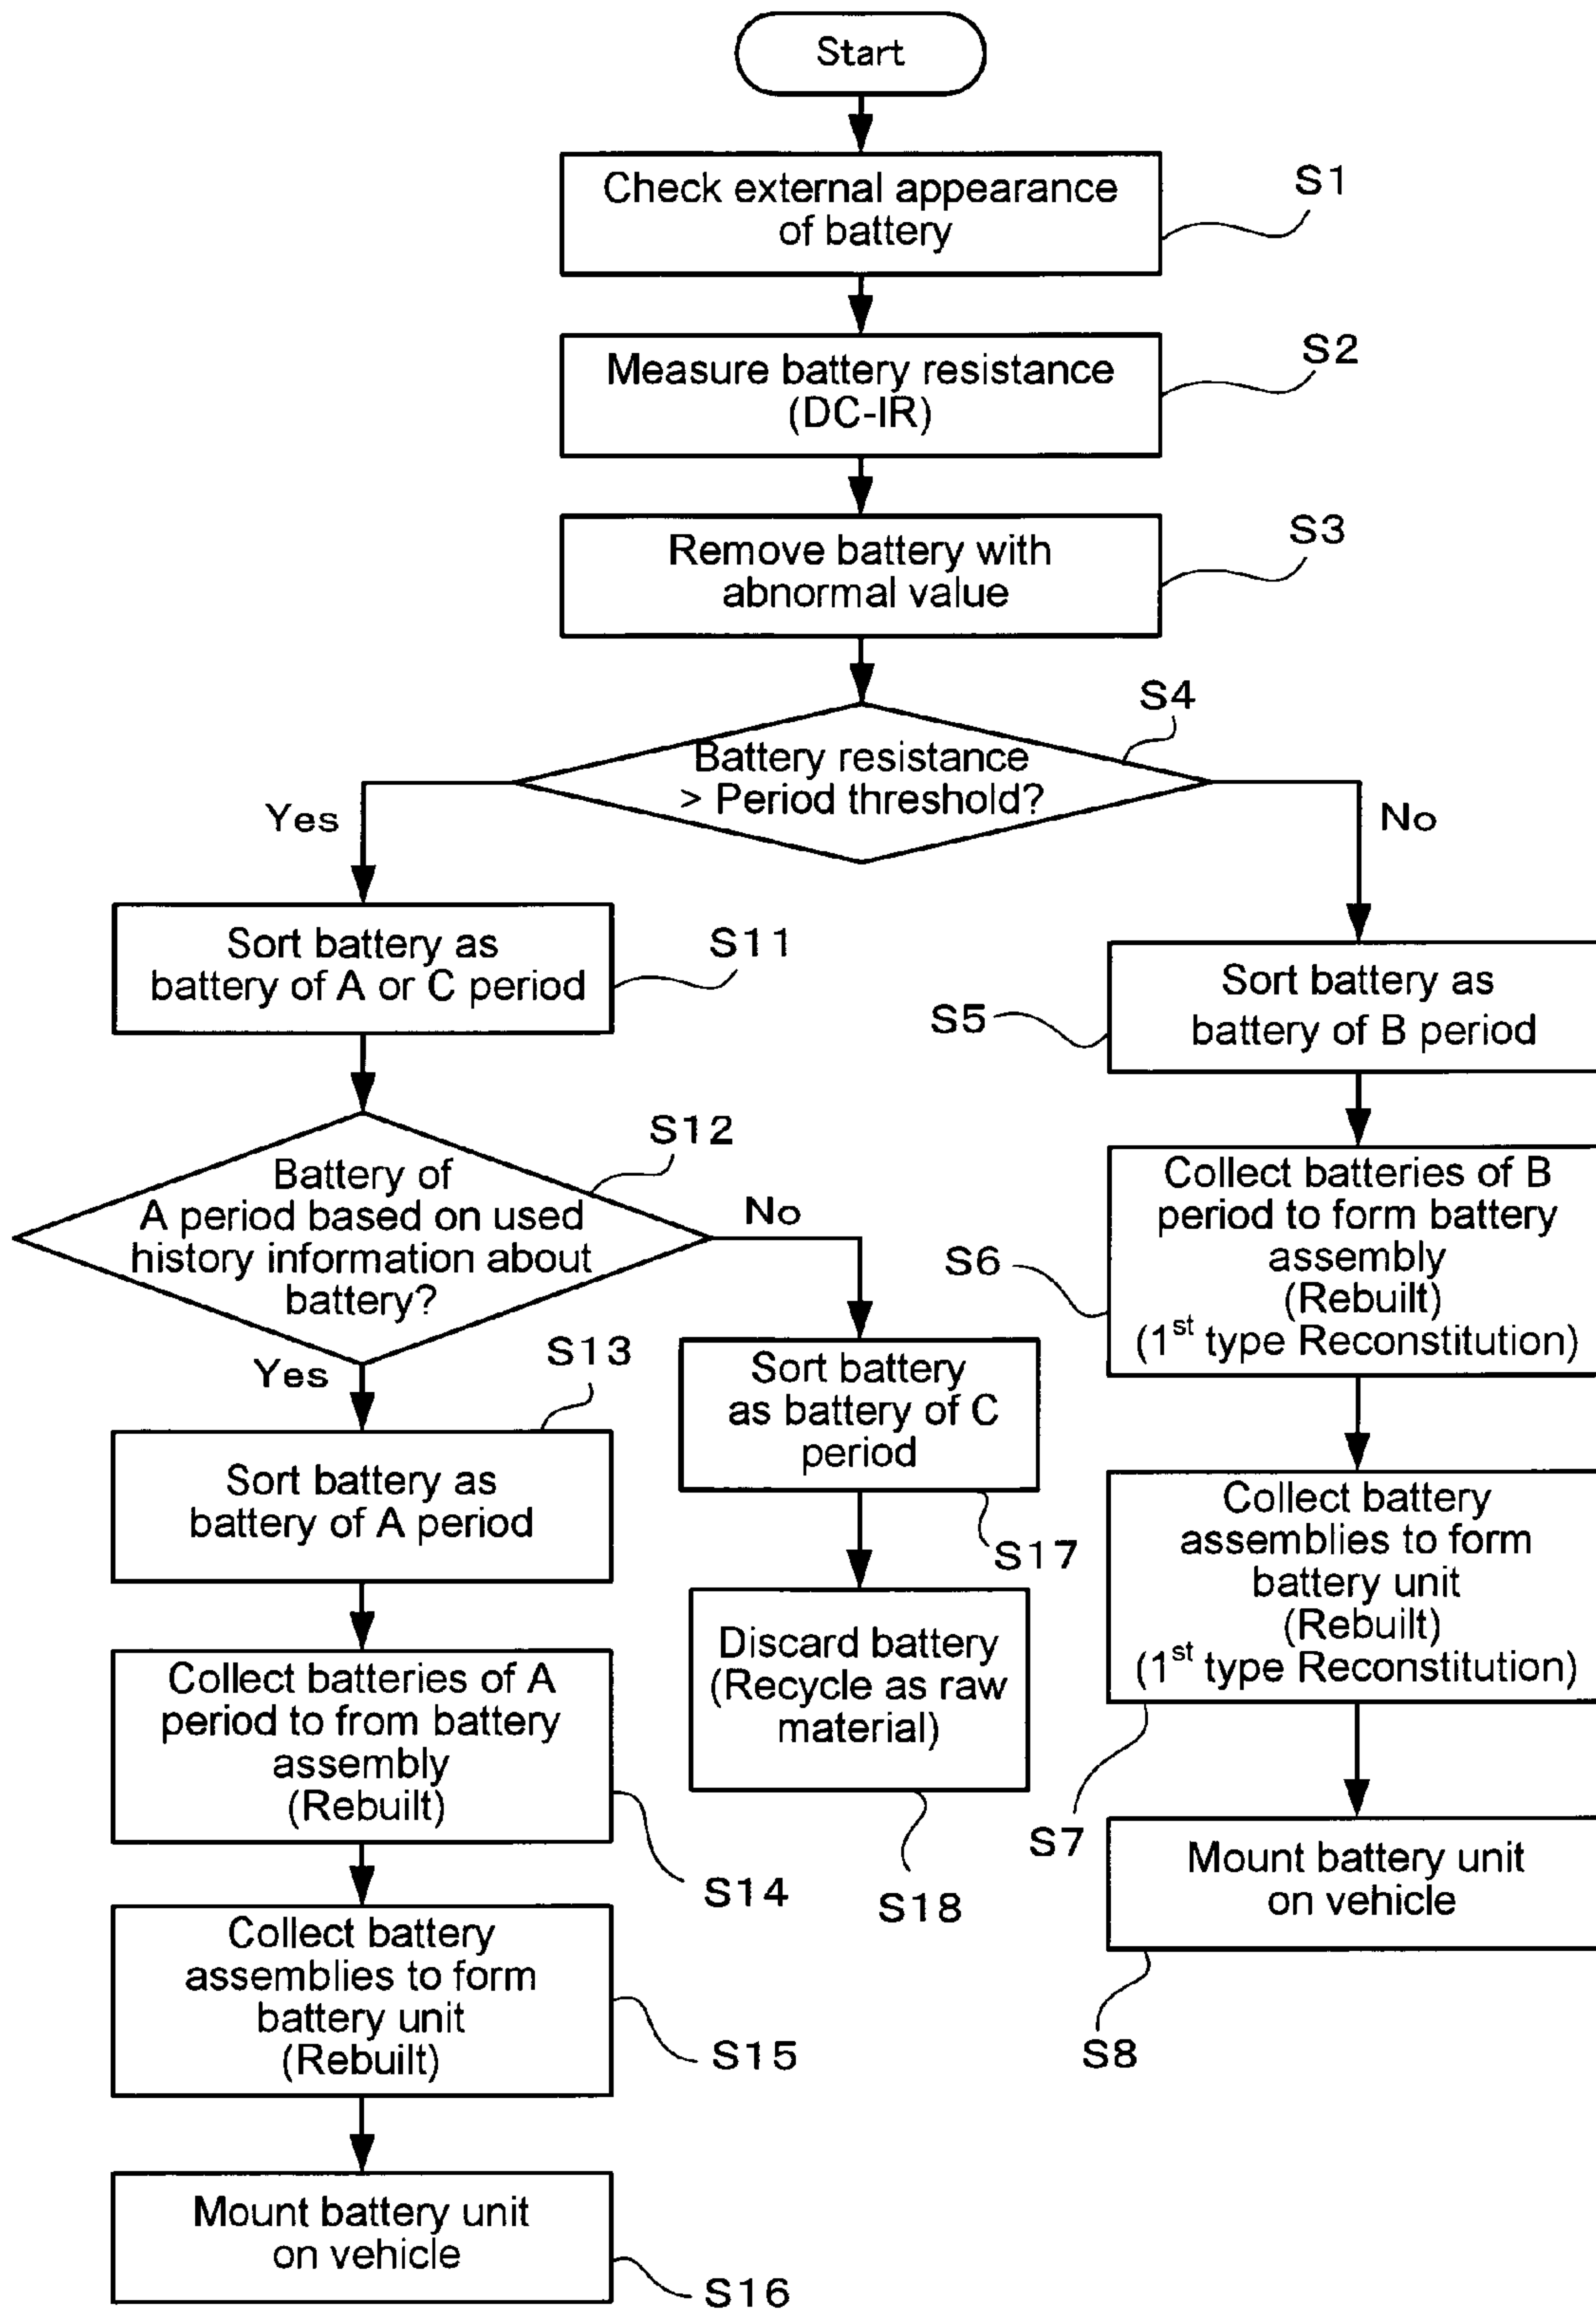 Start
Check external appearance
of battery
S1
Measure battery resistance
(DC-IR)
S2
Remove battery with
abnormal value
S3
Battery resistance
> Period threshold?
S4
Yes
No
Sort battery as
battery of A or C period
S11
Sort battery as
battery of B period
S5
Battery of
A period based on used
history information about
battery?
S12
No
Yes
Collect batteries of B
period to form battery
assembly
(Rebuilt)
(1st type Reconstitution)
S6
Sort battery
as battery of C
period
S17
Sort battery as
battery of A period
S13
Collect battery
assemblies to form
battery unit
(Rebuilt)
(1st type Reconstitution)
S7
Discard battery
(Recycle as raw
material)
S18
Collect batteries of A
period to from battery
assembly
(Rebuilt)
S14
Mount battery unit
on vehicle
S8
Collect battery
assemblies to form
battery unit
(Rebuilt)
S15
Mount battery unit
on vehicle
S16